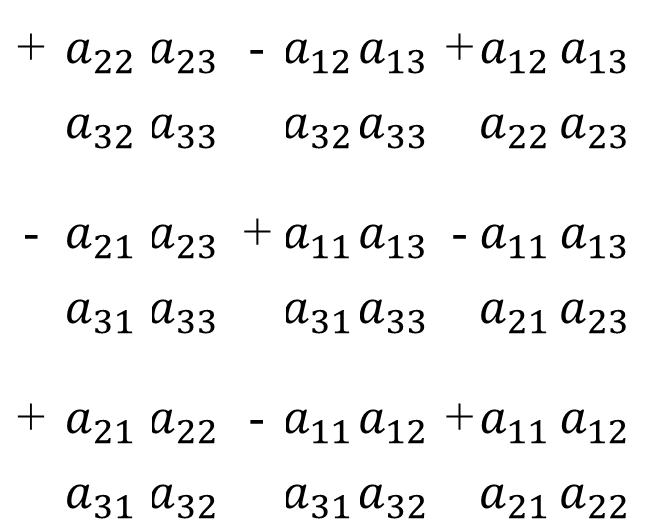 + a₂₂ a₂₃ - a₁₂ a₁₃ + a₁₂ a₁₃
a₃₂ a₃₃ a₃₂ a₃₃ a₂₂ a₂₃
- a₂₁ a₂₃ + a₁₁ a₁₃ - a₁₁ a₁₃
a₃₁ a₃₃ a₃₁ a₃₃ a₂₁ a₂₃
+ a₂₁ a₂₂ - a₁₁ a₁₂ + a₁₁ a₁₂
a₃₁ a₃₂ a₃₁ a₃₂ a₂₁ a₂₂